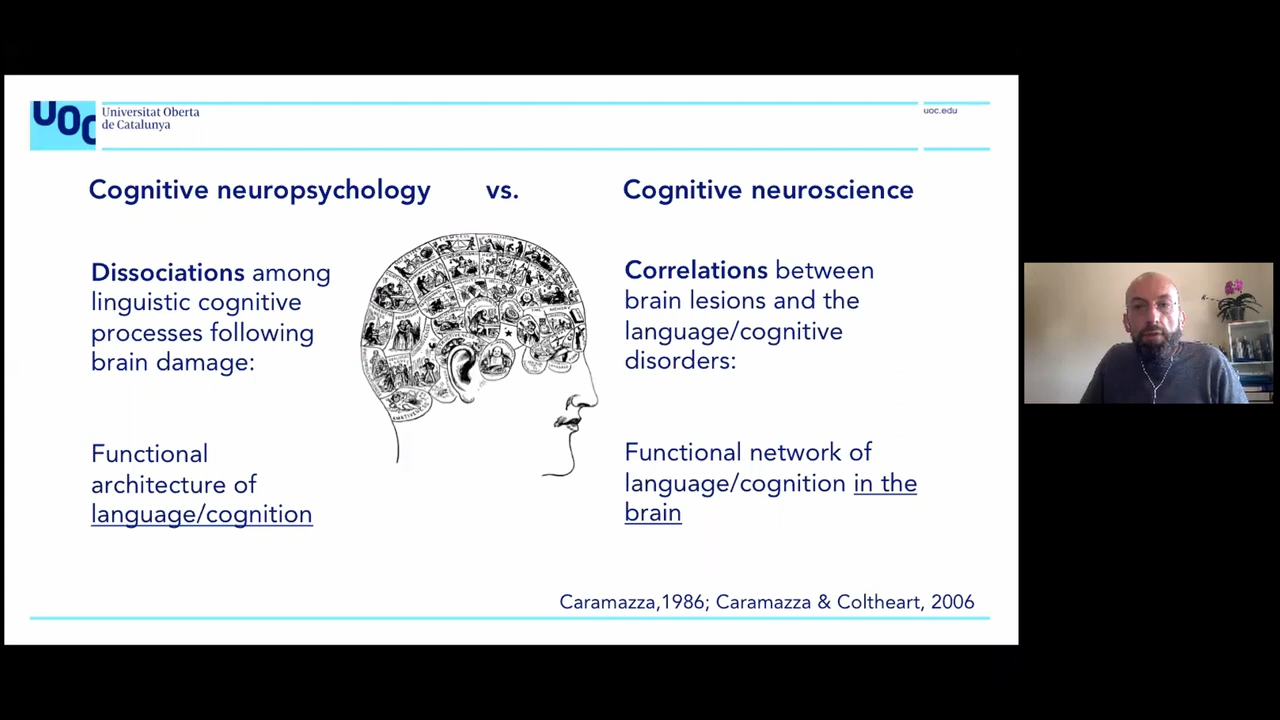 UOC
Universitat Oberta
de Catalunya
uoc.edu
Cognitive neuropsychology vs. Cognitive neuroscience
Dissociations among
linguistic cognitive
processes following
brain damage:
Functional
architecture of
language/cognition
Correlations between
brain lesions and the
language/cognitive
disorders:
Functional network of
language/cognition in the
brain
Caramazza,1986; Caramazza & Coltheart, 2006